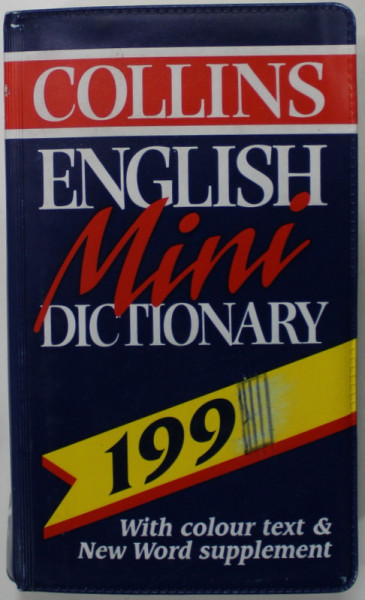 COLLINS
ENGLISH
Mini
DICTIONARY
199
With colour text &
New Word supplement